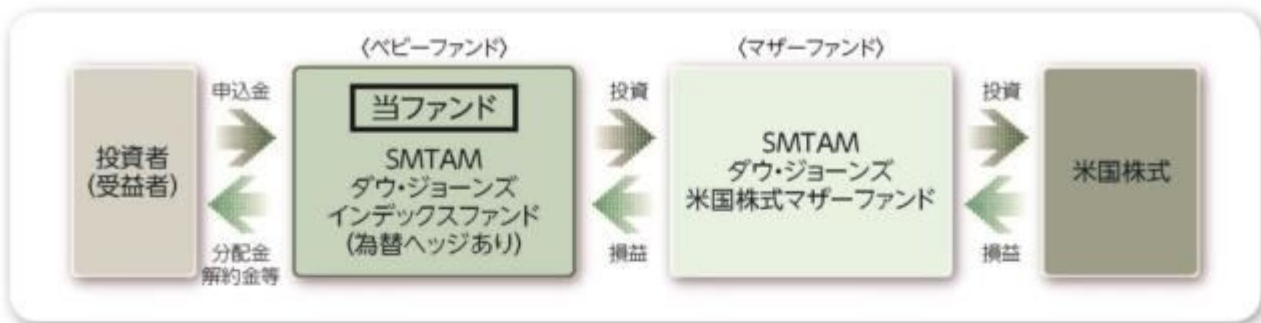 〈ベビーファンド〉
〈マザーファンド〉
投資者
(受益者)
申込金
分配金
解約金等
当ファンド
SMTAM
ダウ・ジョーンズ
インデックスファンド
(為替ヘッジあり)
投資
損益
SMTAM
ダウ・ジョーンズ
米国株式マザーファンド
投資
損益
米国株式